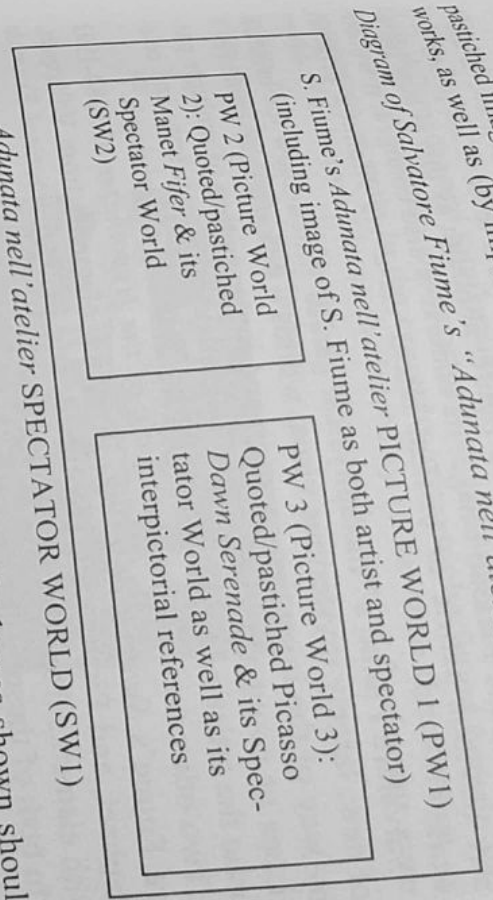 pastiched
works, as well as (by
Diagram of Salvatore Fiume's "Adunata nell'
S. Fiume's Adunata nell'atelier PICTURE WORLD 1 (PW1)
(including image of S. Fiume as both artist and spectator)
PW 2 (Picture World
2): Quoted/pastiched
Manet Fifer & its
Spectator World
(SW2)
PW 3 (Picture World 3):
Quoted/pastiched Picasso
Dawn Serenade & its Spec-
tator World as well as its
interpictorial references
Adunata nell'atelier SPECTATOR WORLD (SW1)
shown